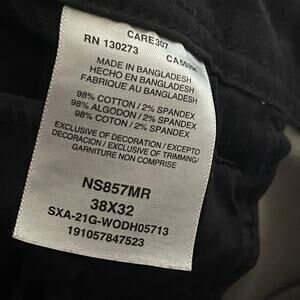 CARE307
RN 130273
MADE IN BANGLADESH
HECHO EN BANGLADESH
FABRIQUE AU BANGLADESH
98% COTTON / 2% SPANDEX
98% ALGODON / 2% SPANDEX
98% COTTON / 2% SPANDEX
EXCLUSIVE OF DECORATION / EXCEPTO
DECORACION / EXCLUSIVE OF TRIMMING/
GARNITURE NON COMPRISE
NS857MR
38X32
SXA-21G-WODH05713
191057847523